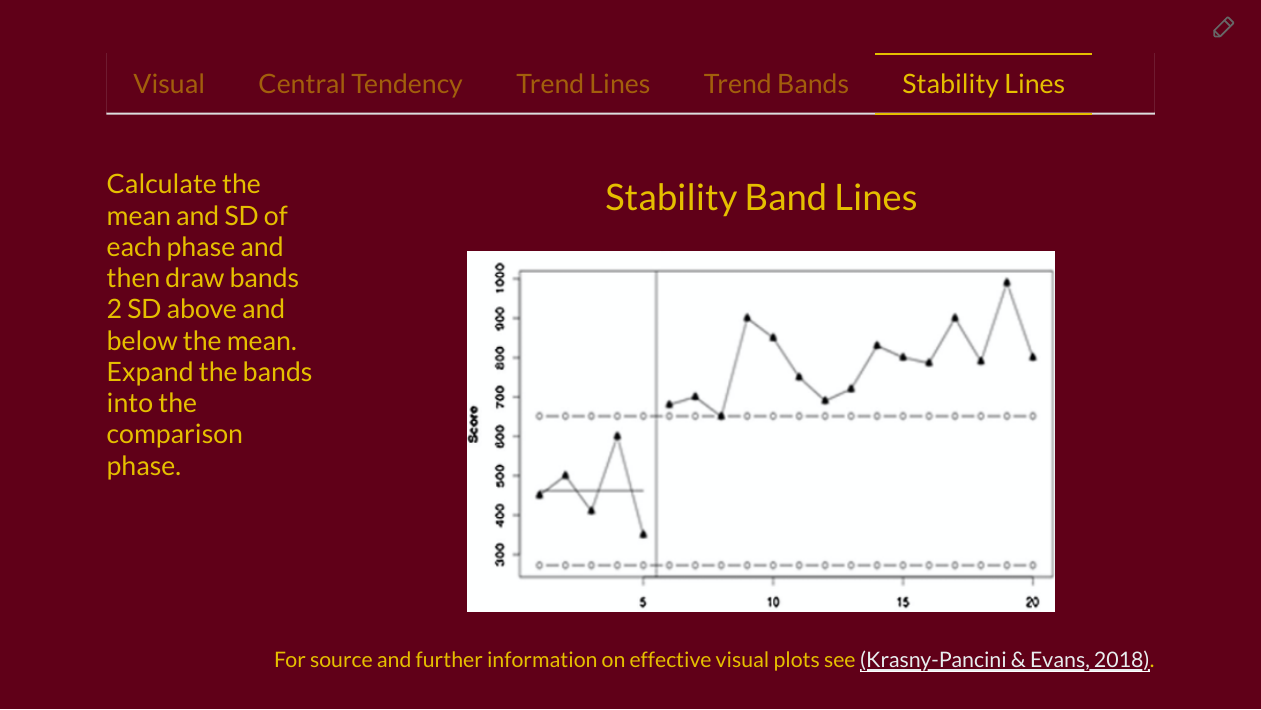 Visual Central Tendency Trend Lines Trend Bands Stability Lines
Calculate the
mean and SD of
each phase and
then draw bands
2 SD above and
below the mean.
Expand the bands
into the
comparison
phase.
Stability Band Lines
1000
900
800
700
600
500
400
300
Score
5 10 15 20
For source and further information on effective visual plots see (Krasny-Pancini & Evans, 2018).